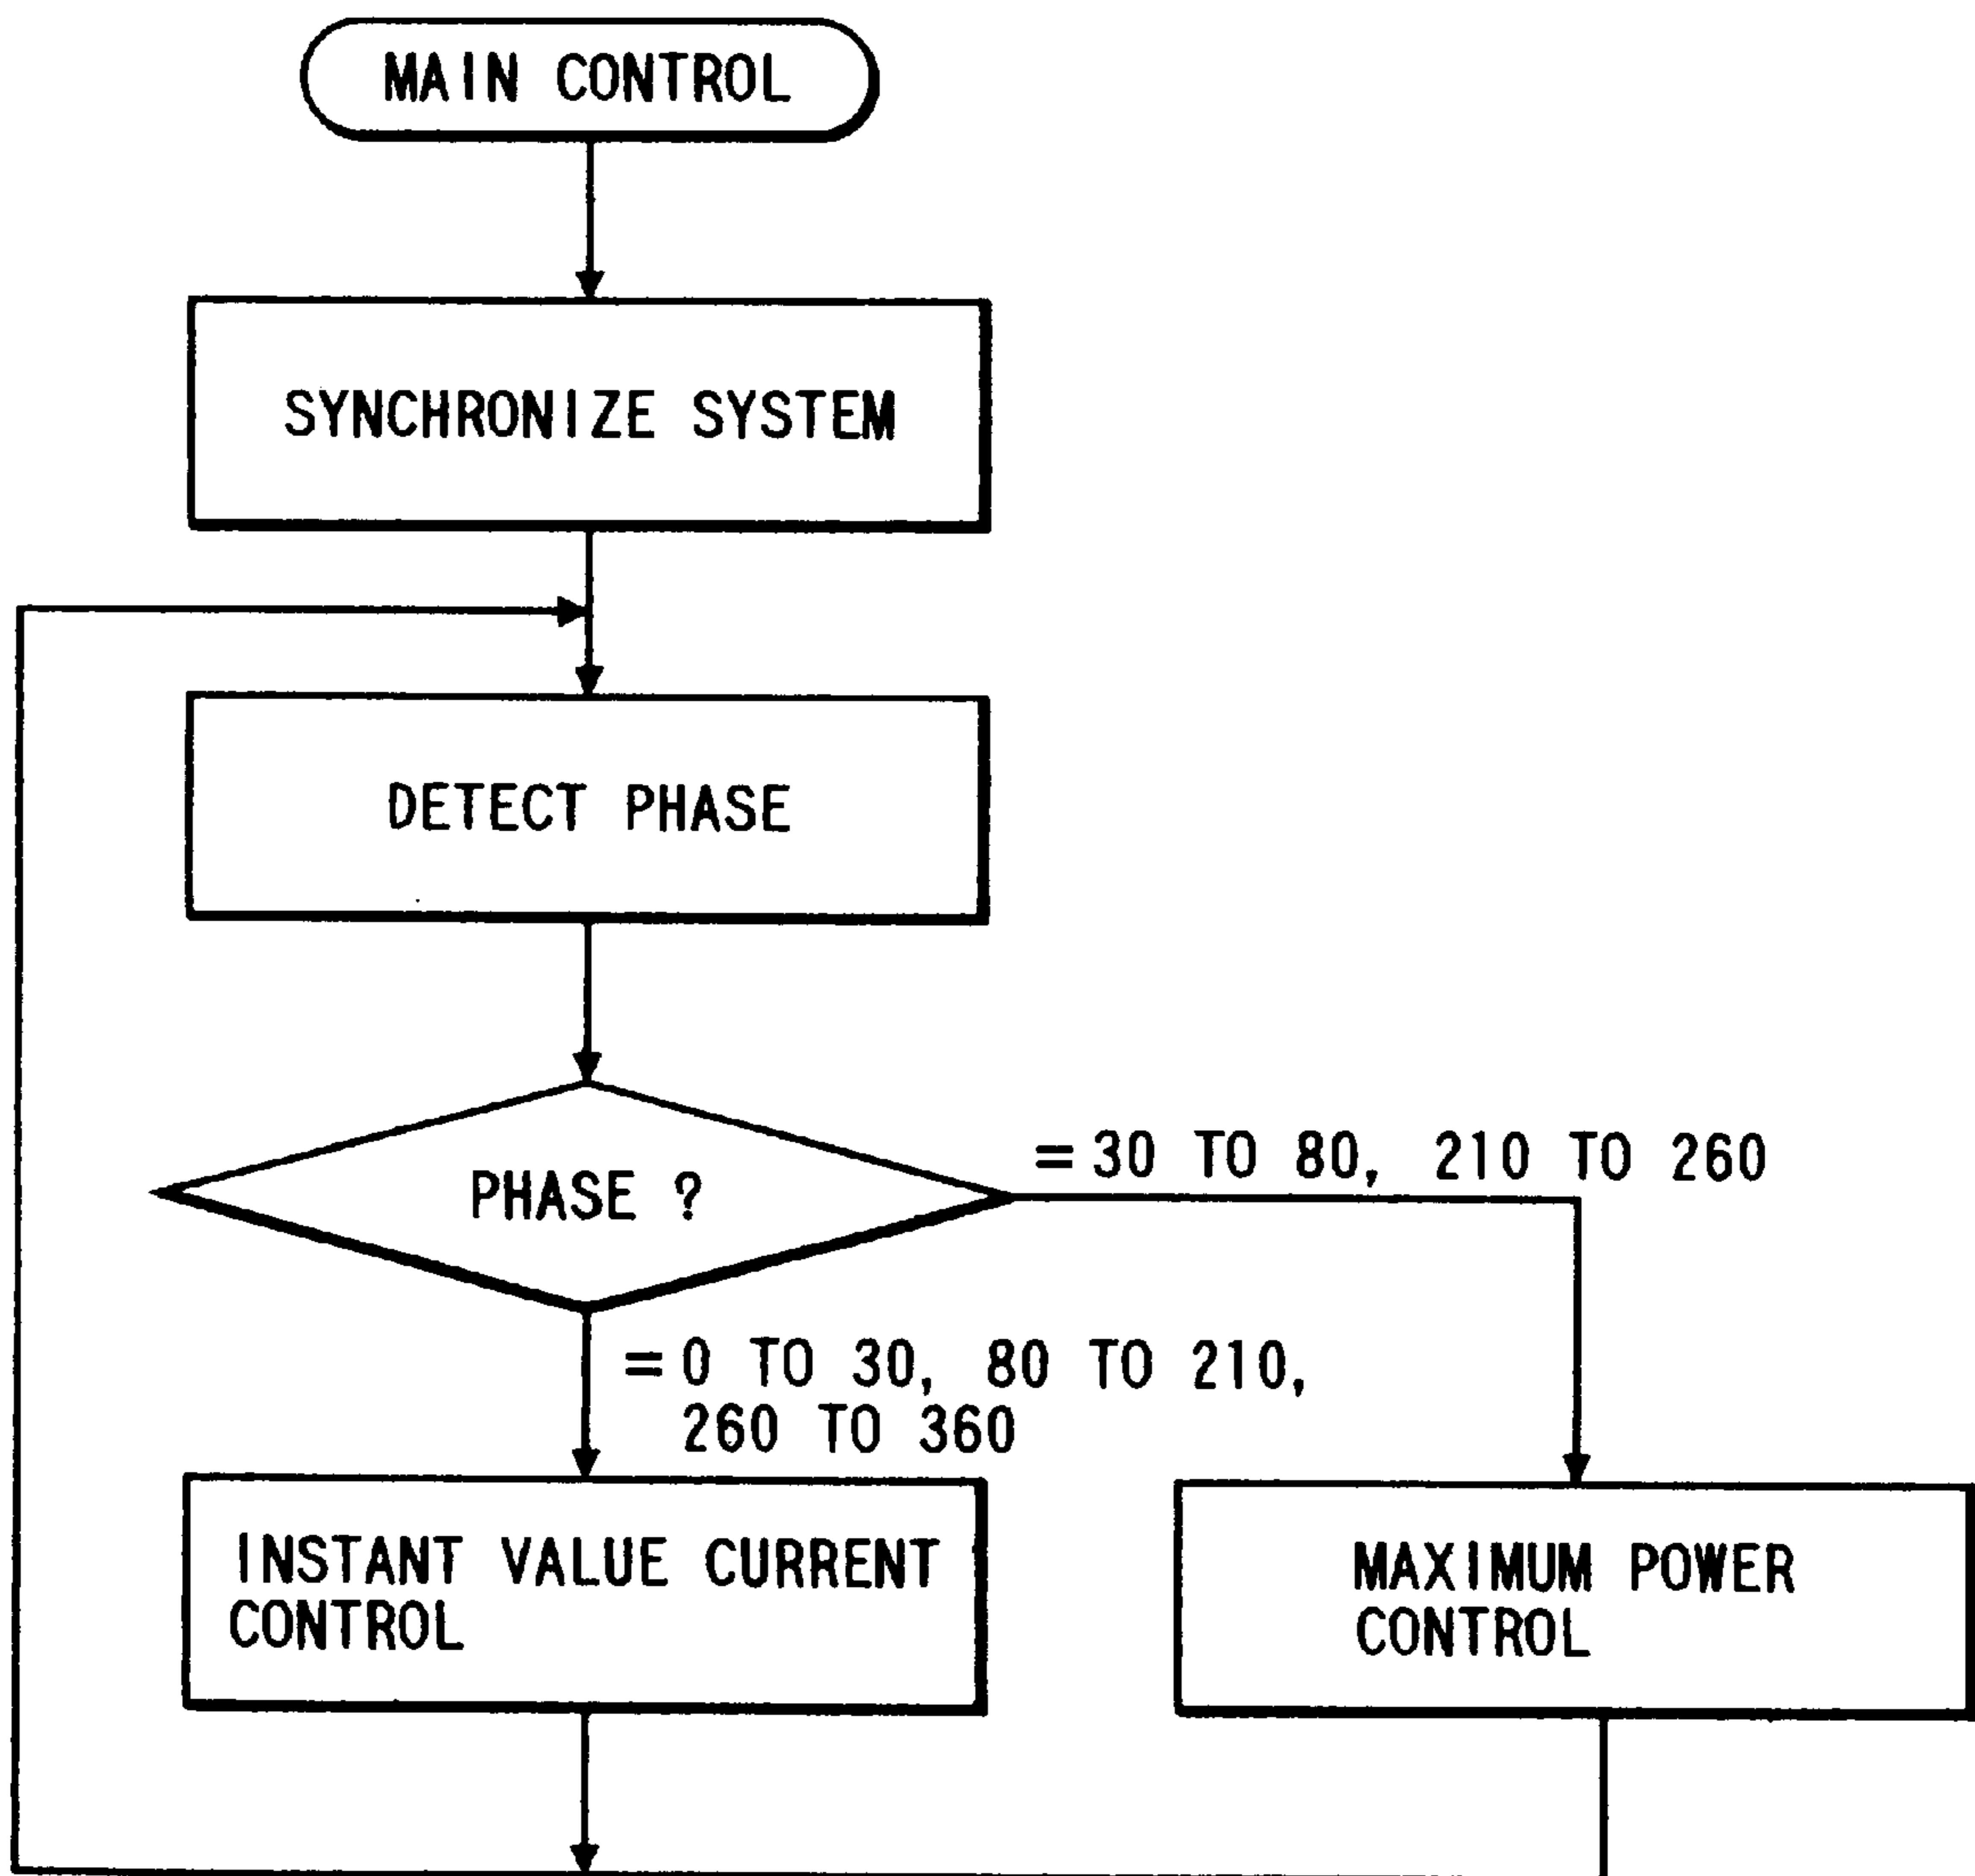 MAIN CONTROL
SYNCHRONIZE SYSTEM
DETECT PHASE
PHASE ?
= 30 TO 80, 210 TO 260
= 0 TO 30, 80 TO 210,
260 TO 360
INSTANT VALUE CURRENT
CONTROL
MAXIMUM POWER
CONTROL